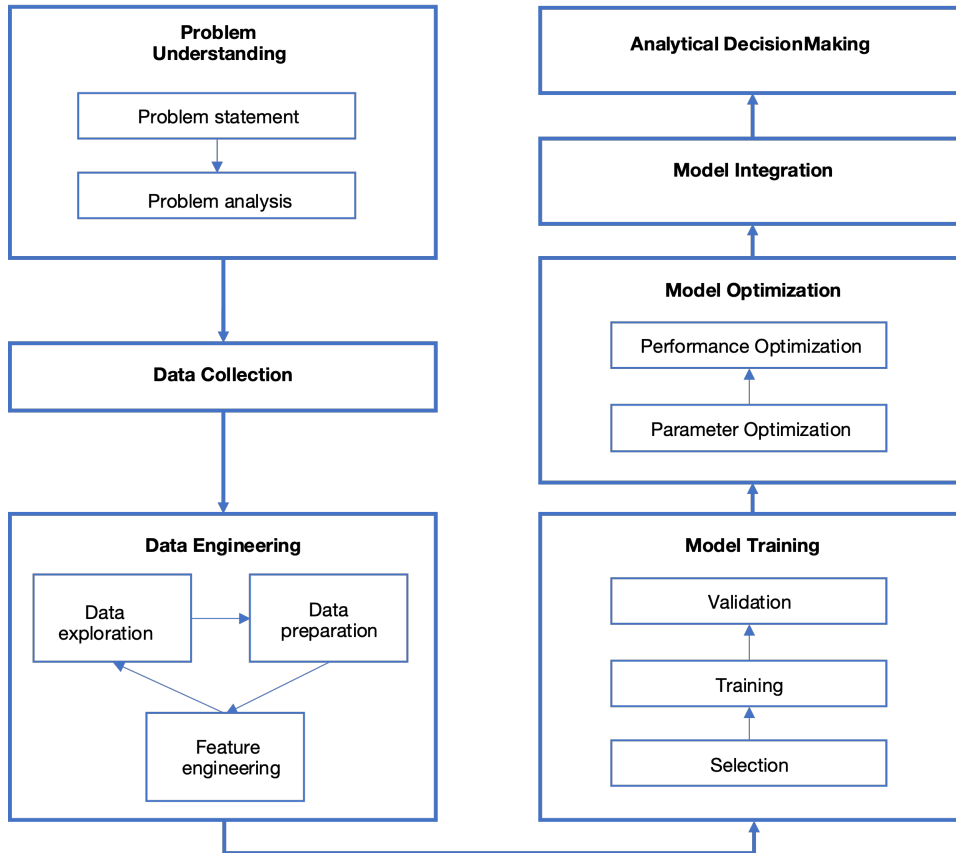 Problem
Understanding
Problem statement
Problem analysis
Data Collection
Data Engineering
Data
exploration
Data
preparation
Feature
engineering
Analytical DecisionMaking
Model Integration
Model Optimization
Performance Optimization
Parameter Optimization
Model Training
Validation
Training
Selection